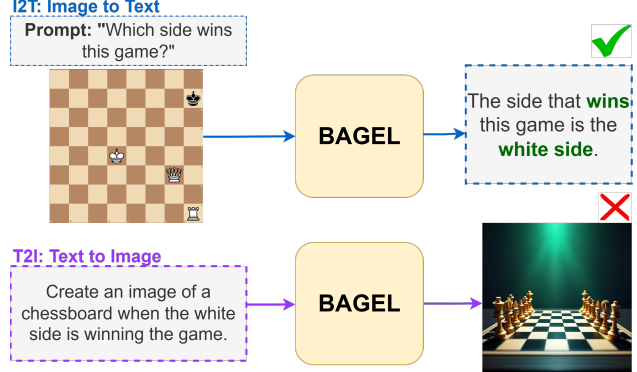 I2T: Image to Text
Prompt: "Which side wins
this game?"
BAGEL
The side that wins
this game is the
white side.
T2I: Text to Image
Create an image of a
chessboard when the white
side is winning the game.
BAGEL